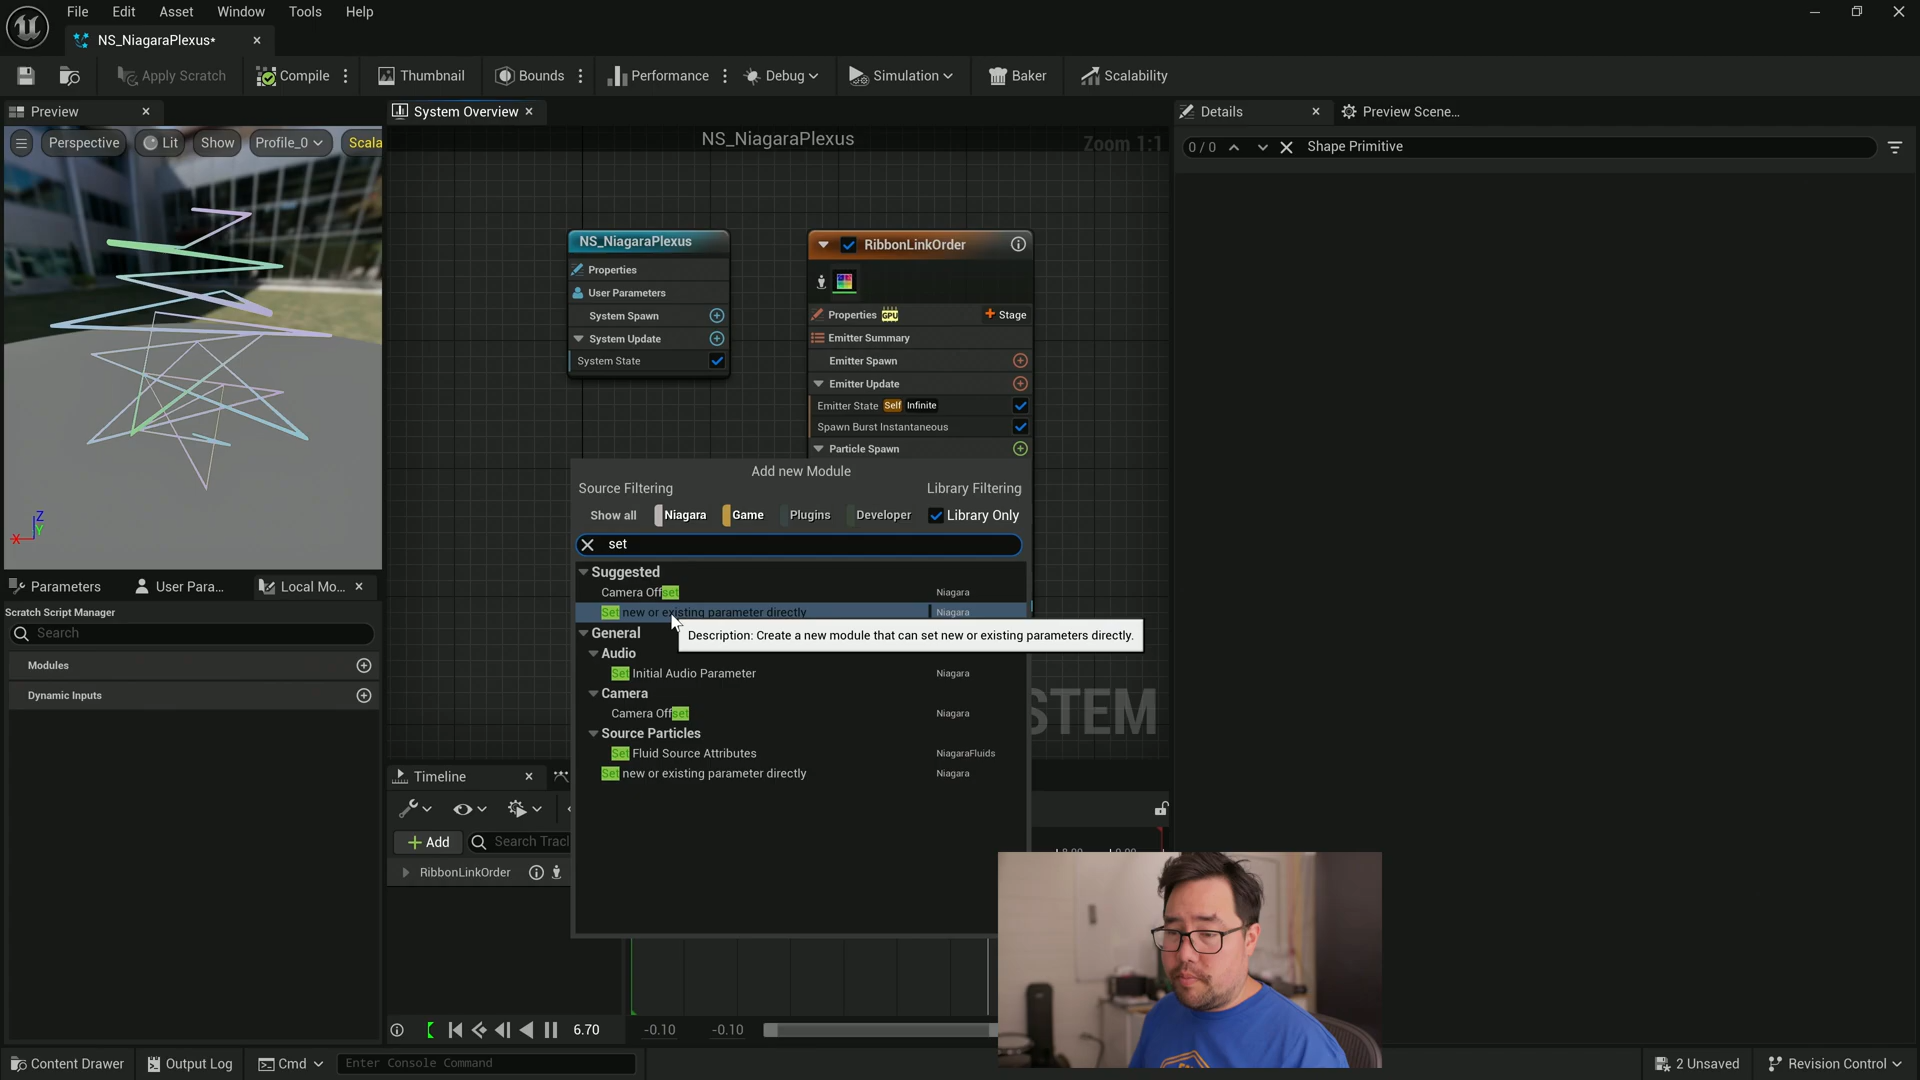 File Edit Asset Window Tools Help
NS_NiagaraPlexus*
Apply Scratch Compile Thumbnail Bounds Performance Debug Simulation Baker Scalability
Preview
System Overview
Details
Preview Scene...
Perspective Lit Show Profile_0 Scala
NS_NiagaraPlexus
Zoom 1:1
0 / 0 Shape Primitive
NS_NiagaraPlexus
Properties
User Parameters
System Spawn
System Update
System State
RibbonLinkOrder
Properties GPU Stage
Emitter Summary
Emitter Spawn
Emitter Update
Emitter State Self Infinite
Spawn Burst Instantaneous
Particle Spawn
Z
Y
X
Add new Module
Source Filtering Library Filtering
Show all Niagara Game Plugins Developer Library Only
set
Suggested
Camera Offset Niagara
Set new or existing parameter directly Niagara
Description: Create a new module that can set new or existing parameters directly.
General
Audio
Set Initial Audio Parameter Niagara
Camera
Camera Offset Niagara
Source Particles
Set Fluid Source Attributes NiagaraFluids
Set new or existing parameter directly Niagara
STEM
Parameters User Para... Local Mo...
Scratch Script Manager
Search
Modules
Dynamic Inputs
Timeline
Add Search Tracl
RibbonLinkOrder
6.70 -0.10 -0.10
Content Drawer Output Log Cmd Enter Console Command
2 Unsaved Revision Control